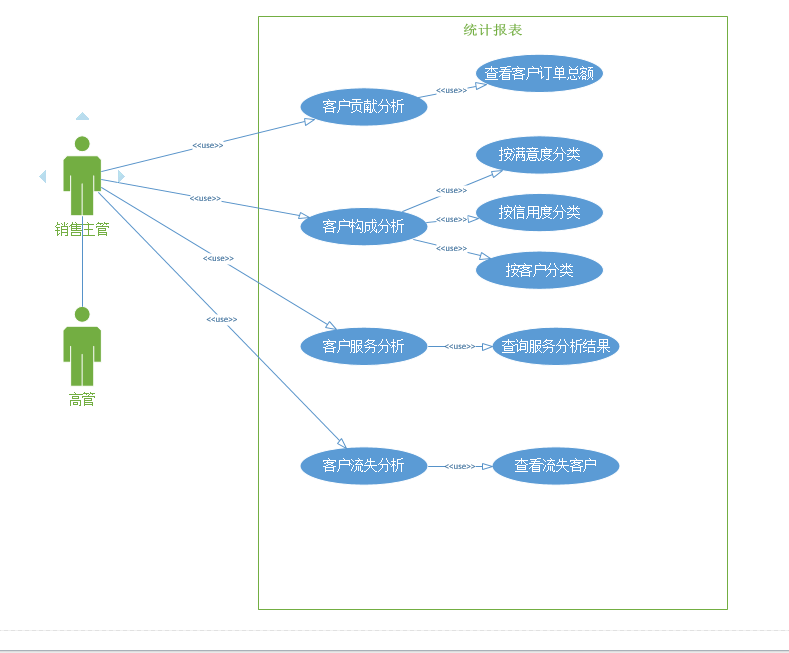 统计报表
查看客户订单总额
<<use>>
客户贡献分析
<<use>>
按满意度分类
<<use>>
<<use>>
按信用度分类
<<use>>
客户构成分析
销售主管
<<use>>
按客户分类
<<use>>
客户服务分析
<<use>>
查询服务分析结果
<<use>>
高管
客户流失分析
<<use>>
查看流失客户